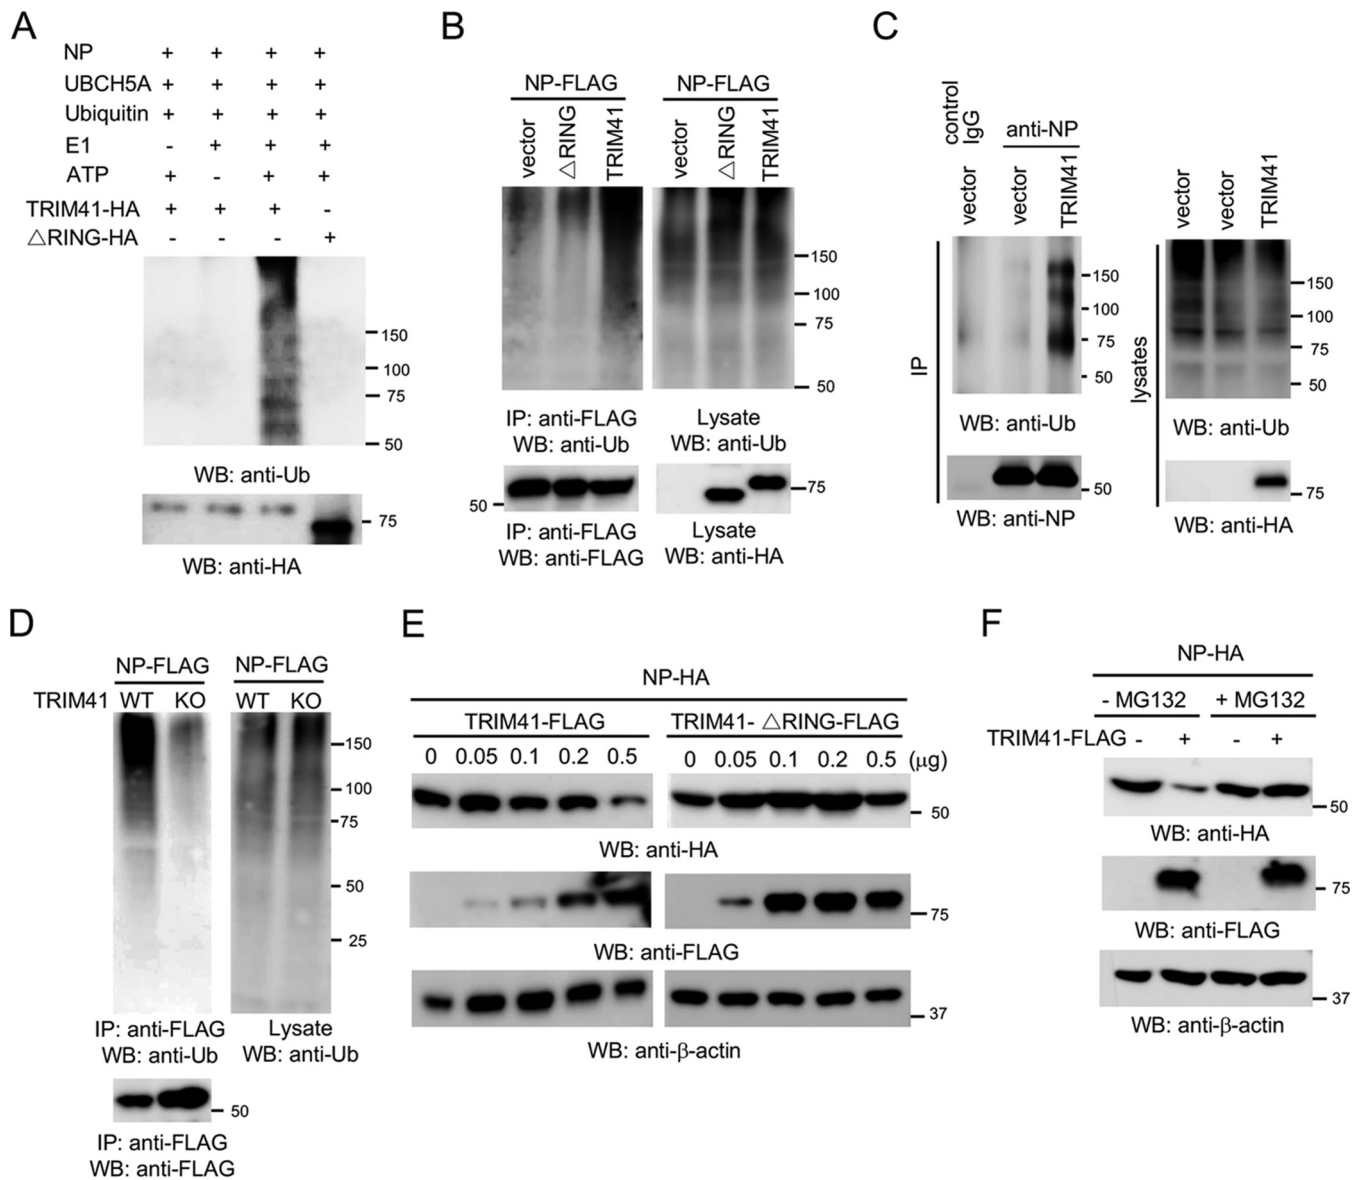 A
NP + + + +
UBCH5A + + + +
Ubiquitin + + + +
E1 - + + +
ATP + - + +
TRIM41-HA + + + -
△RING-HA - - - +
150
100
75
50
WB: anti-Ub
75
WB: anti-HA
B
NP-FLAG NP-FLAG
vector △RING TRIM41 vector △RING TRIM41
150
100
75
50
IP: anti-FLAG Lysate
WB: anti-Ub WB: anti-Ub
50 75
IP: anti-FLAG Lysate
WB: anti-FLAG WB: anti-HA
C
control IgG anti-NP
vector vector TRIM41 vector vector TRIM41
IP lysates
150 150
100 100
75 75
50 50
WB: anti-Ub WB: anti-Ub
50 75
WB: anti-NP WB: anti-HA
D
NP-FLAG NP-FLAG
TRIM41 WT KO WT KO
150
100
75
50
25
IP: anti-FLAG Lysate
WB: anti-Ub WB: anti-Ub
50
IP: anti-FLAG
WB: anti-FLAG
E
NP-HA
TRIM41-FLAG TRIM41- △RING-FLAG
0 0.05 0.1 0.2 0.5 0 0.05 0.1 0.2 0.5 (μg)
50
WB: anti-HA
75
WB: anti-FLAG
37
WB: anti-β-actin
F
NP-HA
- MG132 + MG132
TRIM41-FLAG - + - +
50
WB: anti-HA
75
WB: anti-FLAG
37
WB: anti-β-actin